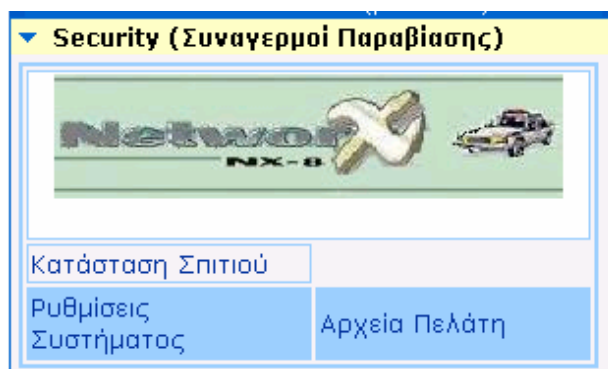 Security (Συναγερμοί Παραβίασης)
NetworX
NX-8
Κατάσταση Σπιτιού
Ρυθμίσεις
Συστήματος
Αρχεία Πελάτη